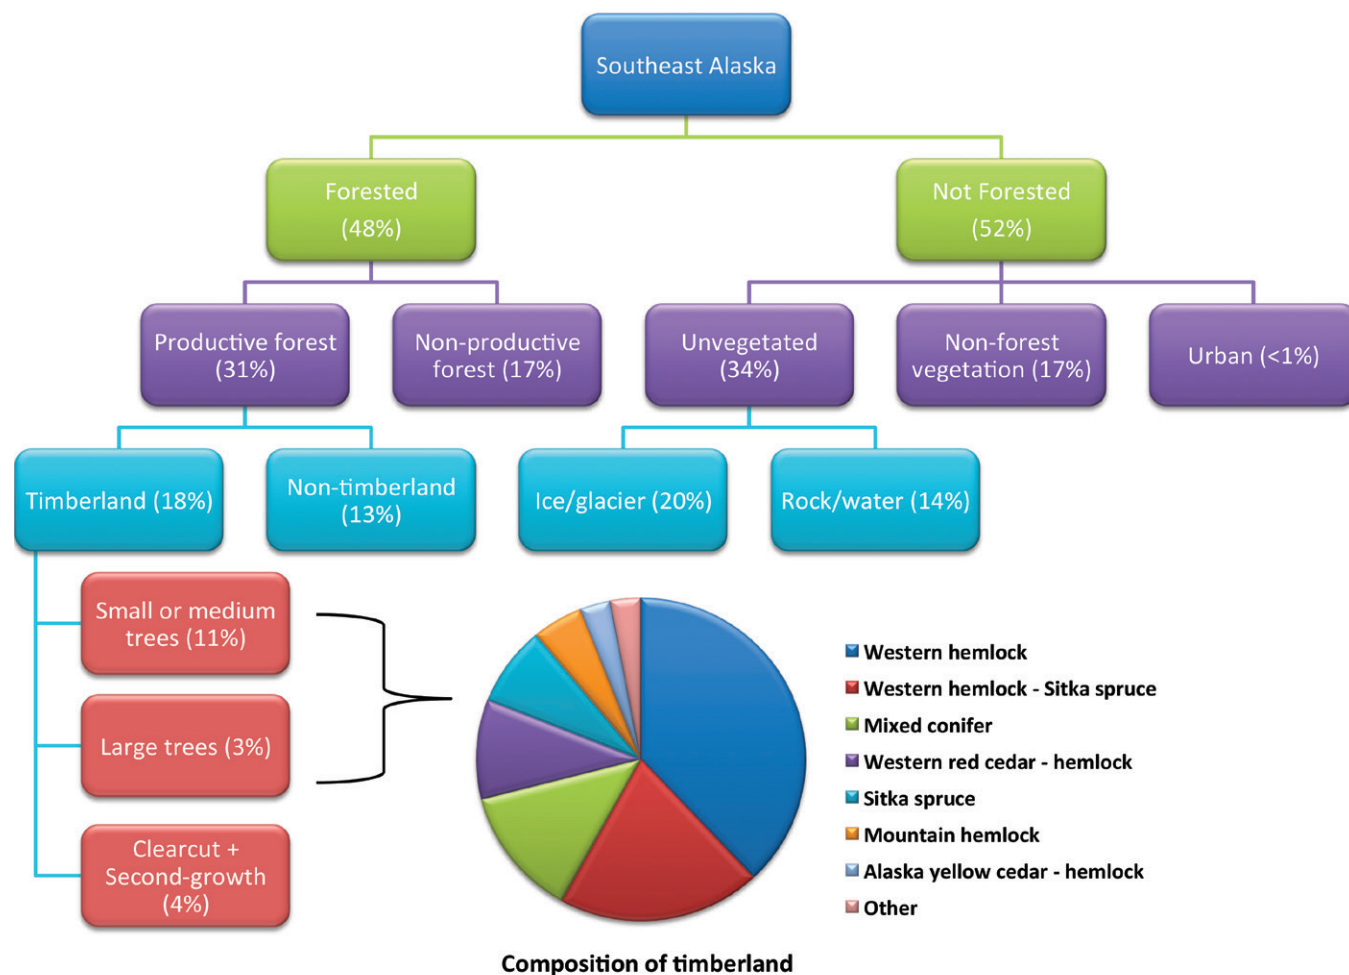 Southeast Alaska
Forested
(48%)
Not Forested
(52%)
Productive forest
(31%)
Non-productive
forest (17%)
Unvegetated
(34%)
Non-forest
vegetation (17%)
Urban (<1%)
Timberland (18%)
Non-timberland
(13%)
Ice/glacier (20%)
Rock/water (14%)
Small or medium
trees (11%)
Large trees (3%)
Clearcut +
Second-growth
(4%)
Western hemlock
Western hemlock - Sitka spruce
Mixed conifer
Western red cedar - hemlock
Sitka spruce
Mountain hemlock
Alaska yellow cedar - hemlock
Other
Composition of timberland